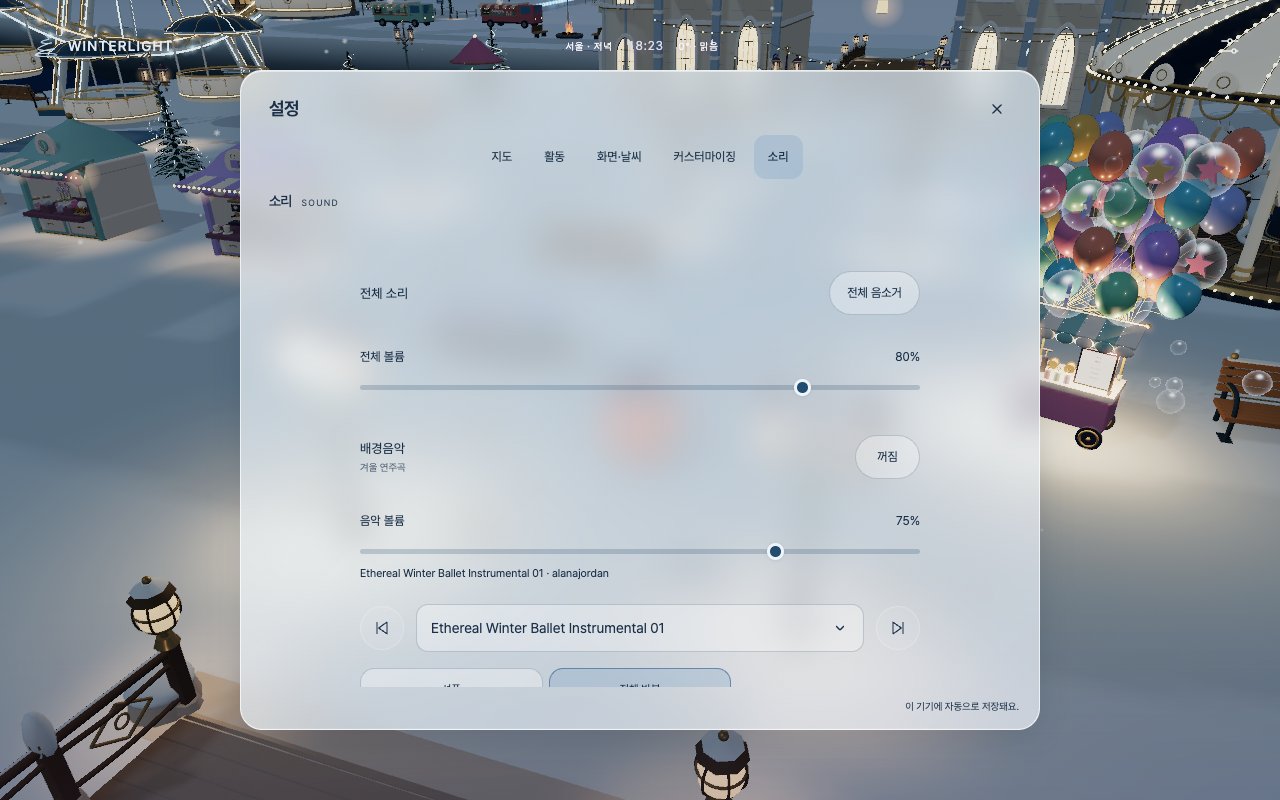 WINTERLIGHT
서울 · 저녁 18:23 맑음
설정
지도 활동 화면·날씨 커스터마이징 소리
소리 SOUND
전체 소리
전체 음소거
전체 볼륨
80%
배경음악
겨울 연주곡
꺼짐
음악 볼륨
75%
Ethereal Winter Ballet Instrumental 01 · alanajordan
Ethereal Winter Ballet Instrumental 01
이 기기에 자동으로 저장돼요.